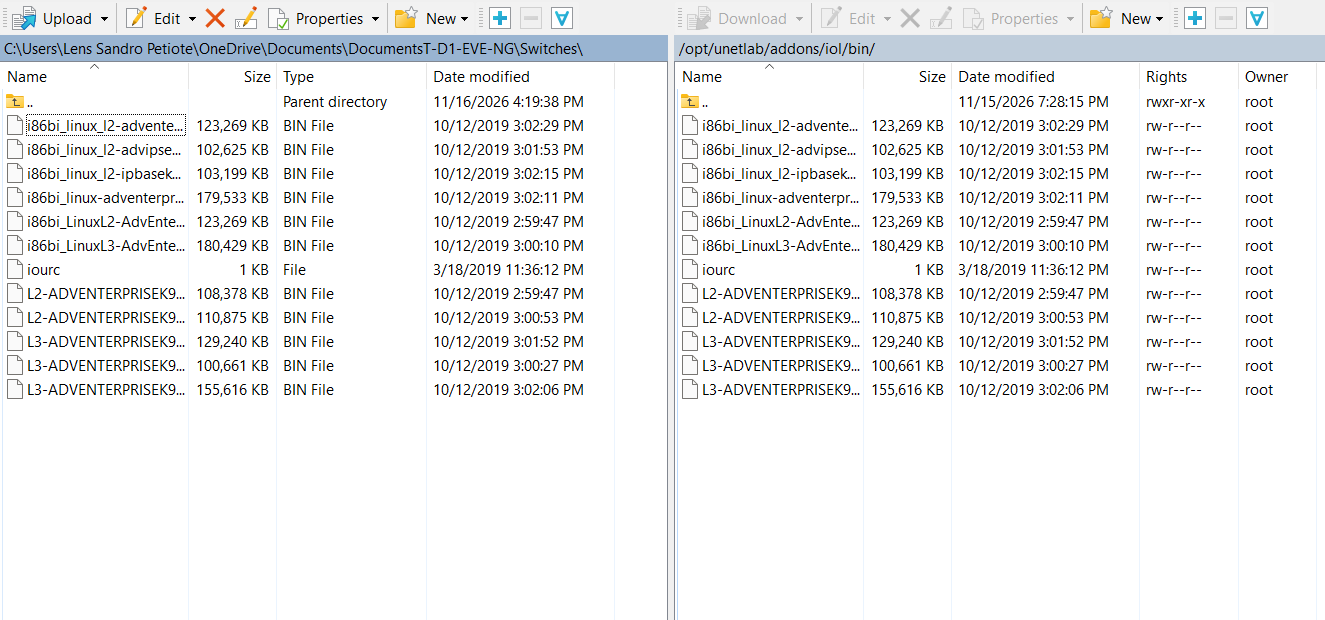 Upload Edit Properties New Download Edit Properties New
C:\Users\Lens Sandro Petiote\OneDrive\Documents\DocumentsT-D1-EVE-NG\Switches\ /opt/unetlab/addons/iol/bin/
Name Size Type Date modified Name Size Date modified Rights Owner
.. Parent directory 11/16/2026 4:19:38 PM .. 11/15/2026 7:28:15 PM rwxr-xr-x root
i86bi_linux_l2-advente... 123,269 KB BIN File 10/12/2019 3:02:29 PM i86bi_linux_l2-advente... 123,269 KB 10/12/2019 3:02:29 PM rw-r--r-- root
i86bi_linux_l2-advipse... 102,625 KB BIN File 10/12/2019 3:01:53 PM i86bi_linux_l2-advipse... 102,625 KB 10/12/2019 3:01:53 PM rw-r--r-- root
i86bi_linux_l2-ipbasek... 103,199 KB BIN File 10/12/2019 3:02:15 PM i86bi_linux_l2-ipbasek... 103,199 KB 10/12/2019 3:02:15 PM rw-r--r-- root
i86bi_linux-adventerpr... 179,533 KB BIN File 10/12/2019 3:02:11 PM i86bi_linux-adventerpr... 179,533 KB 10/12/2019 3:02:11 PM rw-r--r-- root
i86bi_LinuxL2-AdvEnte... 123,269 KB BIN File 10/12/2019 2:59:47 PM i86bi_LinuxL2-AdvEnte... 123,269 KB 10/12/2019 2:59:47 PM rw-r--r-- root
i86bi_LinuxL3-AdvEnte... 180,429 KB BIN File 10/12/2019 3:00:10 PM i86bi_LinuxL3-AdvEnte... 180,429 KB 10/12/2019 3:00:10 PM rw-r--r-- root
iourc 1 KB File 3/18/2019 11:36:12 PM iourc 1 KB 3/18/2019 11:36:12 PM rw-r--r-- root
L2-ADVENTERPRISEK9... 108,378 KB BIN File 10/12/2019 2:59:47 PM L2-ADVENTERPRISEK9... 108,378 KB 10/12/2019 2:59:47 PM rw-r--r-- root
L2-ADVENTERPRISEK9... 110,875 KB BIN File 10/12/2019 3:00:53 PM L2-ADVENTERPRISEK9... 110,875 KB 10/12/2019 3:00:53 PM rw-r--r-- root
L3-ADVENTERPRISEK9... 129,240 KB BIN File 10/12/2019 3:01:52 PM L3-ADVENTERPRISEK9... 129,240 KB 10/12/2019 3:01:52 PM rw-r--r-- root
L3-ADVENTERPRISEK9... 100,661 KB BIN File 10/12/2019 3:00:27 PM L3-ADVENTERPRISEK9... 100,661 KB 10/12/2019 3:00:27 PM rw-r--r-- root
L3-ADVENTERPRISEK9... 155,616 KB BIN File 10/12/2019 3:02:06 PM L3-ADVENTERPRISEK9... 155,616 KB 10/12/2019 3:02:06 PM rw-r--r-- root